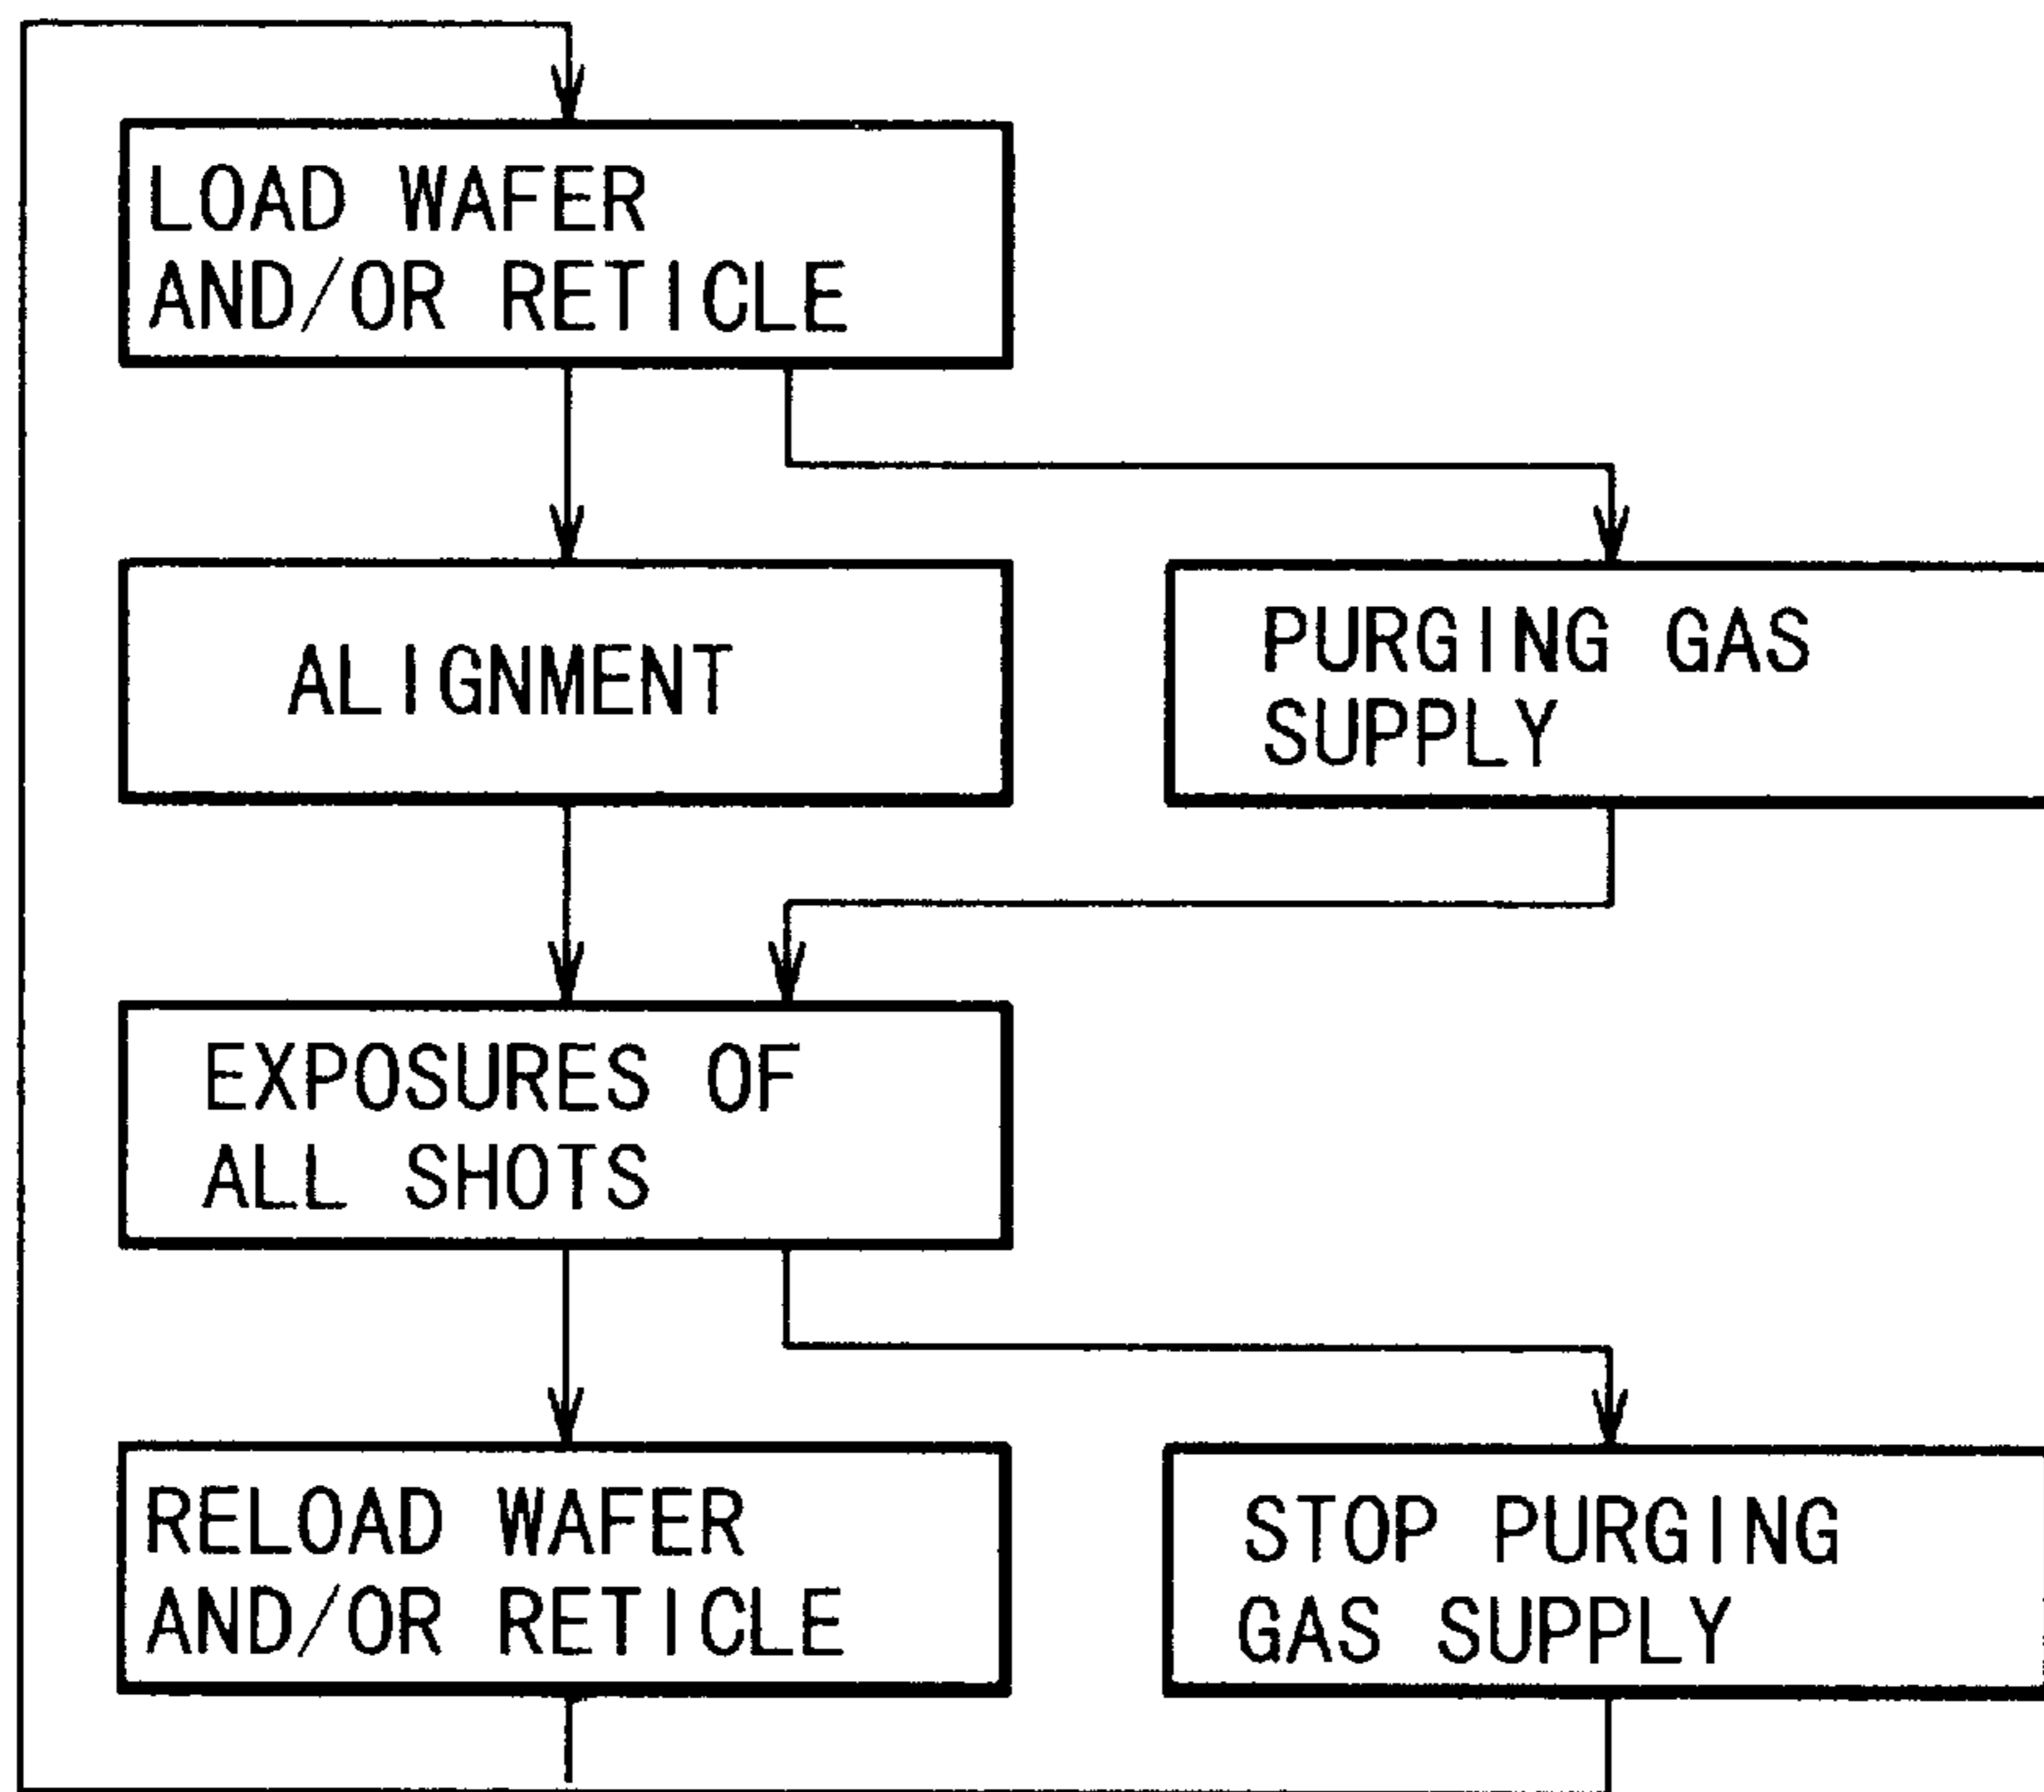 LOAD WAFER
AND/OR RETICLE
ALIGNMENT
PURGING GAS
SUPPLY
EXPOSURES OF
ALL SHOTS
RELOAD WAFER
AND/OR RETICLE
STOP PURGING
GAS SUPPLY